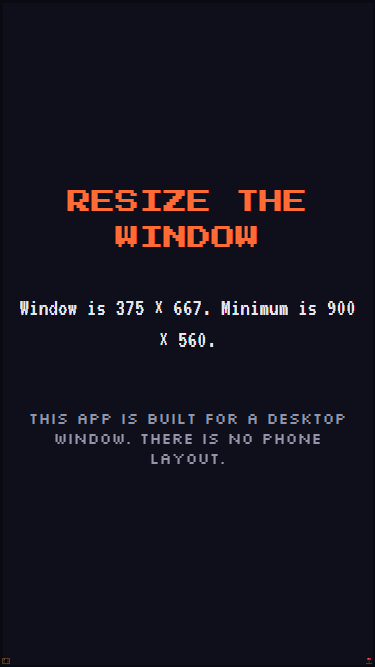 RESIZE THE
WINDOW
Window is 375 X 667. Minimum is 900
X 560.
THIS APP IS BUILT FOR A DESKTOP
WINDOW. THERE IS NO PHONE
LAYOUT.